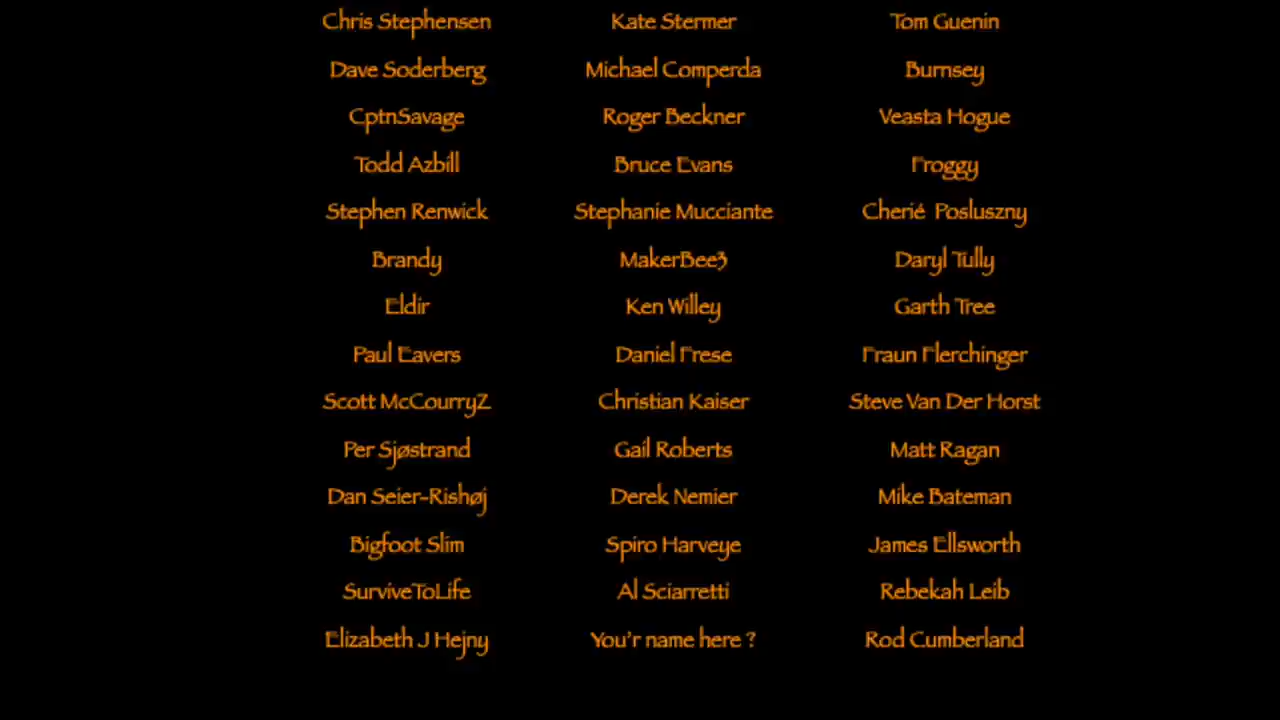 Chris Stephensen Kate Stermer Tom Guenin
Dave Soderberg Michael Comperda Burnsey
CptnSavage Roger Beckner Veasta Hogue
Todd Azbill Bruce Evans Froggy
Stephen Renwick Stephanie Mucciante Cherié Posluszny
Brandy MakerBee3 Daryl Tully
Eldir Ken Willey Garth Tree
Paul Eavers Daniel Frese Fraun Flerchinger
Scott McCourryZ Christian Kaiser Steve Van Der Horst
Per Sjøstrand Gail Roberts Matt Ragan
Dan Seier-Rishøj Derek Nemier Mike Bateman
Bigfoot Slim Spiro Harveye James Ellsworth
SurviveToLife Al Sciarretti Rebekah Leib
Elizabeth J Hejny You'r name here ? Rod Cumberland